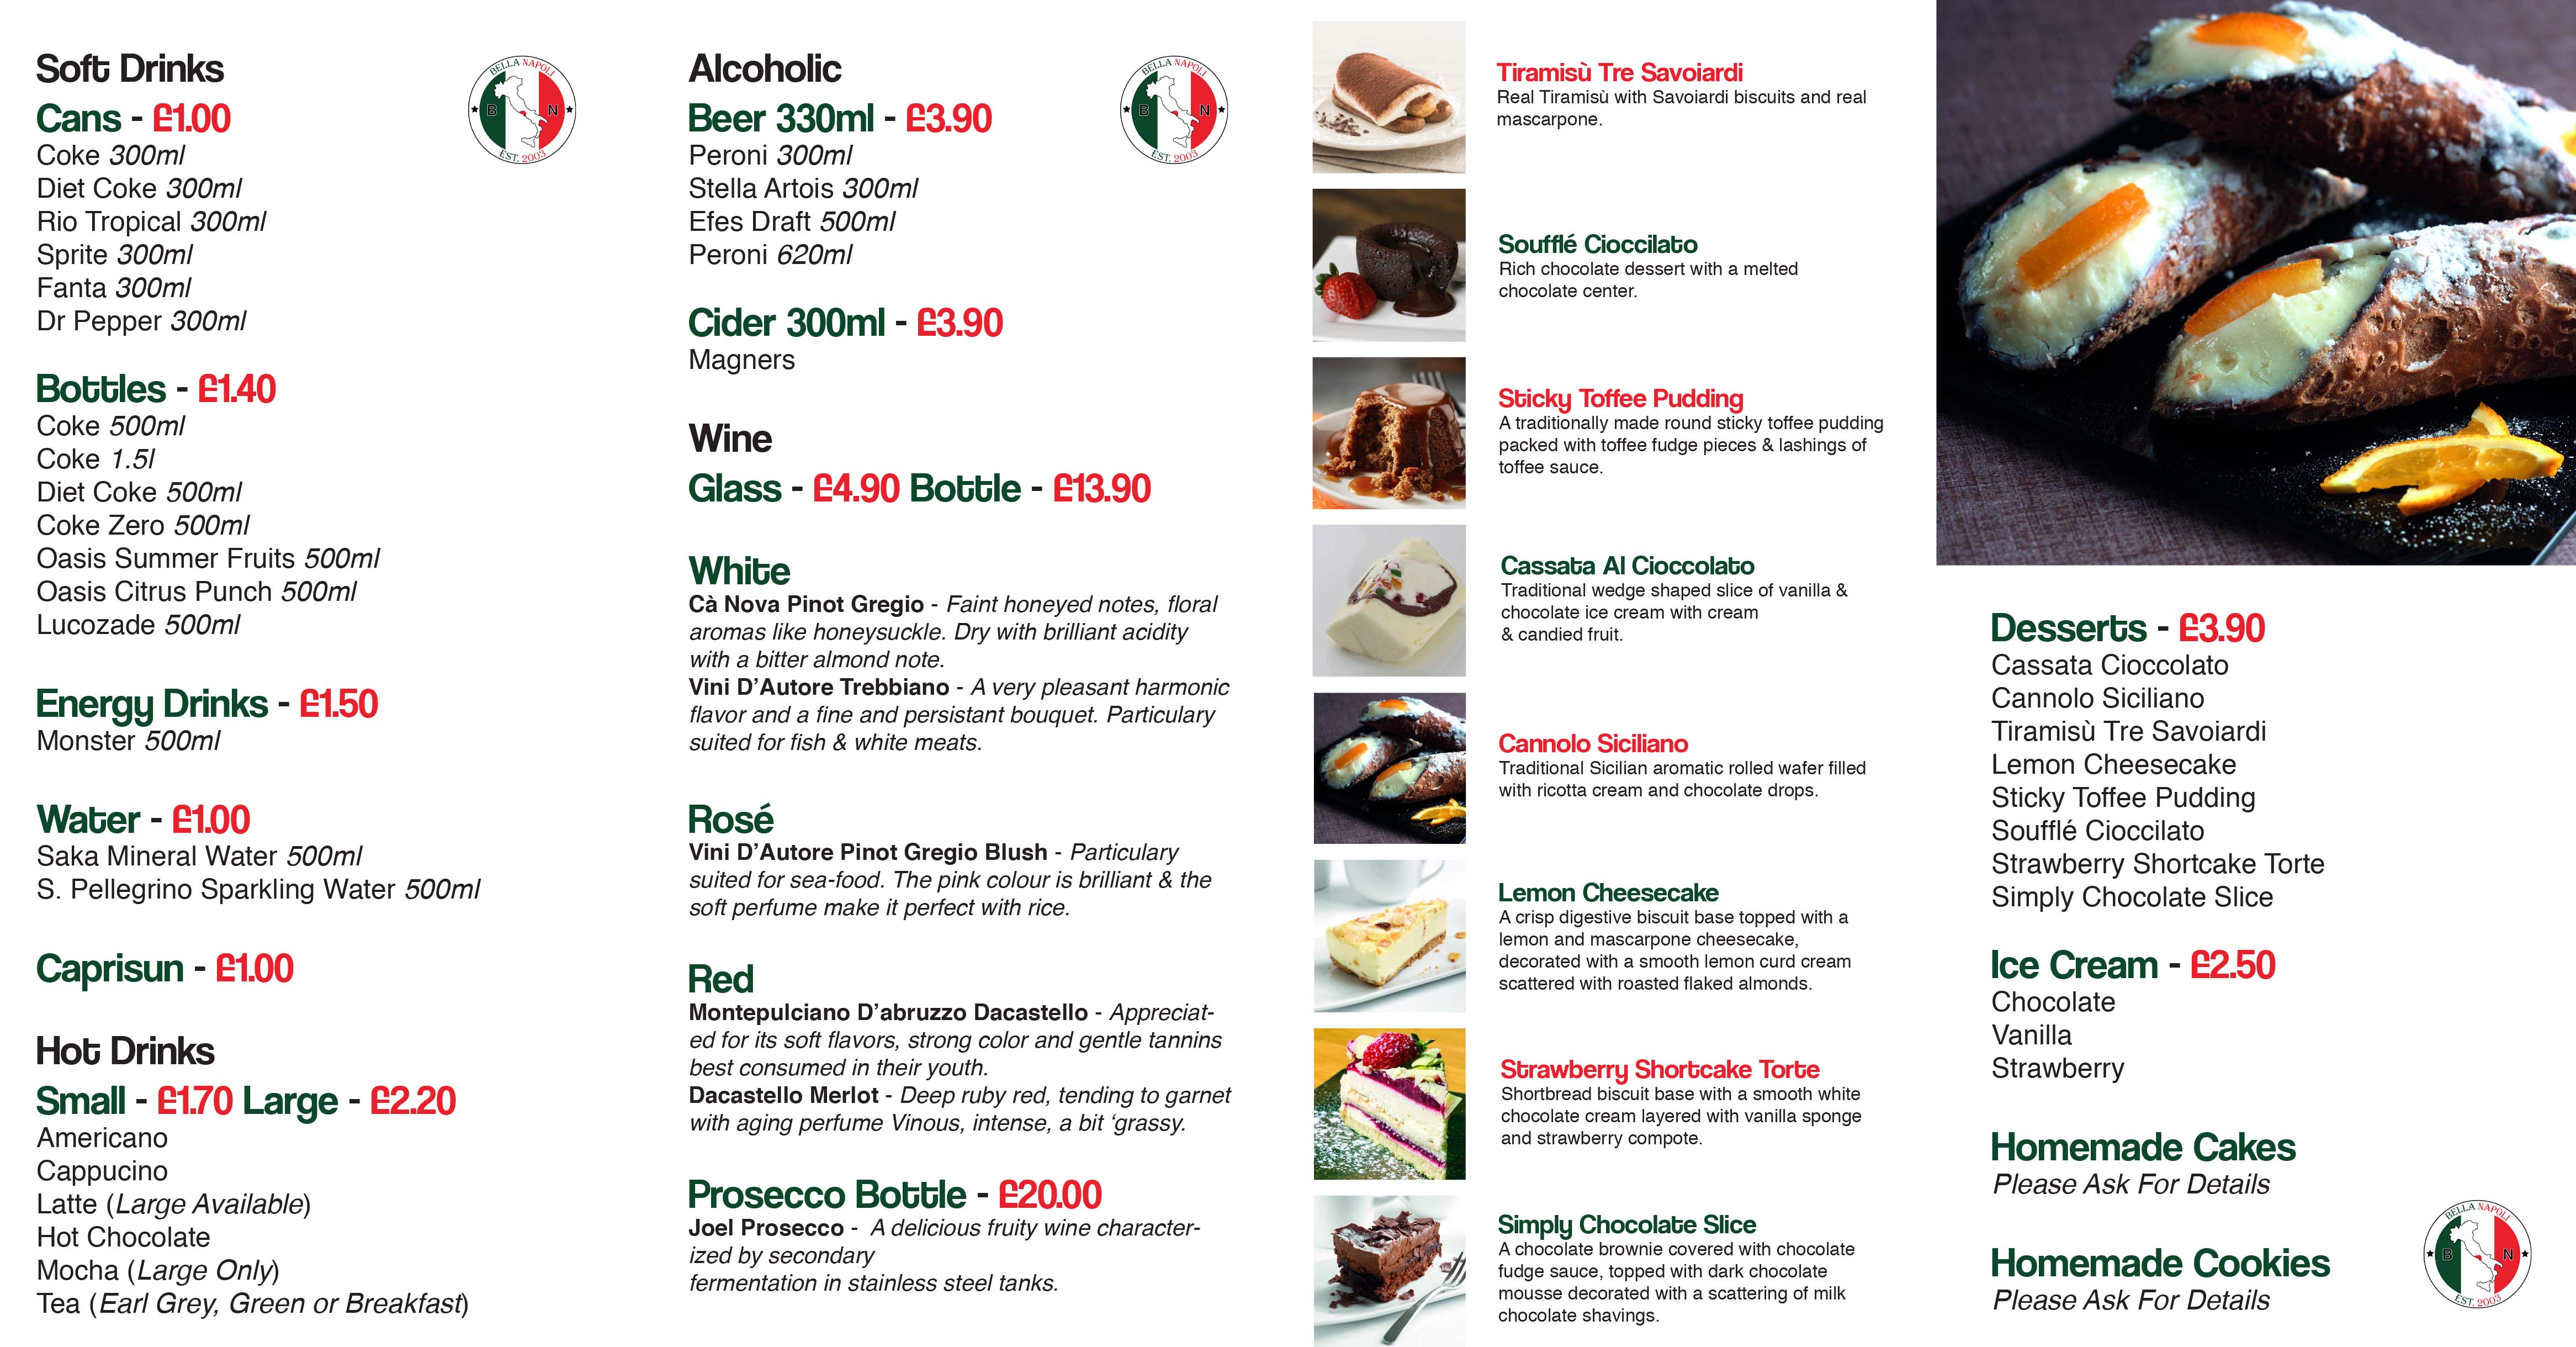 Soft Drinks
BELLA NAPOLI
B N
EST. 2003
Cans - £1.00
Coke 300ml
Diet Coke 300ml
Rio Tropical 300ml
Sprite 300ml
Fanta 300ml
Dr Pepper 300ml
Bottles - £1.40
Coke 500ml
Coke 1.5l
Diet Coke 500ml
Coke Zero 500ml
Oasis Summer Fruits 500ml
Oasis Citrus Punch 500ml
Lucozade 500ml
Energy Drinks - £1.50
Monster 500ml
Water - £1.00
Saka Mineral Water 500ml
S. Pellegrino Sparkling Water 500ml
Caprisun - £1.00
Hot Drinks
Small - £1.70 Large - £2.20
Americano
Cappucino
Latte (Large Available)
Hot Chocolate
Mocha (Large Only)
Tea (Earl Grey, Green or Breakfast)
Alcoholic
BELLA NAPOLI
B N
EST. 2003
Beer 330ml - £3.90
Peroni 300ml
Stella Artois 300ml
Efes Draft 500ml
Peroni 620ml
Cider 300ml - £3.90
Magners
Wine
Glass - £4.90 Bottle - £13.90
White
Cà Nova Pinot Gregio - Faint honeyed notes, floral
aromas like honeysuckle. Dry with brilliant acidity
with a bitter almond note.
Vini D’Autore Trebbiano - A very pleasant harmonic
flavor and a fine and persistant bouquet. Particulary
suited for fish & white meats.
Rosé
Vini D’Autore Pinot Gregio Blush - Particulary
suited for sea-food. The pink colour is brilliant & the
soft perfume make it perfect with rice.
Red
Montepulciano D’abruzzo Dacastello - Appreciat-
ed for its soft flavors, strong color and gentle tannins
best consumed in their youth.
Dacastello Merlot - Deep ruby red, tending to garnet
with aging perfume Vinous, intense, a bit ‘grassy.
Prosecco Bottle - £20.00
Joel Prosecco - A delicious fruity wine character-
ized by secondary
fermentation in stainless steel tanks.
Tiramisù Tre Savoiardi
Real Tiramisù with Savoiardi biscuits and real
mascarpone.
Soufflé Cioccilato
Rich chocolate dessert with a melted
chocolate center.
Sticky Toffee Pudding
A traditionally made round sticky toffee pudding
packed with toffee fudge pieces & lashings of
toffee sauce.
Cassata Al Cioccolato
Traditional wedge shaped slice of vanilla &
chocolate ice cream with cream
& candied fruit.
Cannolo Siciliano
Traditional Sicilian aromatic rolled wafer filled
with ricotta cream and chocolate drops.
Lemon Cheesecake
A crisp digestive biscuit base topped with a
lemon and mascarpone cheesecake,
decorated with a smooth lemon curd cream
scattered with roasted flaked almonds.
Strawberry Shortcake Torte
Shortbread biscuit base with a smooth white
chocolate cream layered with vanilla sponge
and strawberry compote.
Simply Chocolate Slice
A chocolate brownie covered with chocolate
fudge sauce, topped with dark chocolate
mousse decorated with a scattering of milk
chocolate shavings.
Desserts - £3.90
Cassata Cioccolato
Cannolo Siciliano
Tiramisù Tre Savoiardi
Lemon Cheesecake
Sticky Toffee Pudding
Soufflé Cioccilato
Strawberry Shortcake Torte
Simply Chocolate Slice
Ice Cream - £2.50
Chocolate
Vanilla
Strawberry
Homemade Cakes
Please Ask For Details
Homemade Cookies
Please Ask For Details
BELLA NAPOLI
B N
EST. 2003